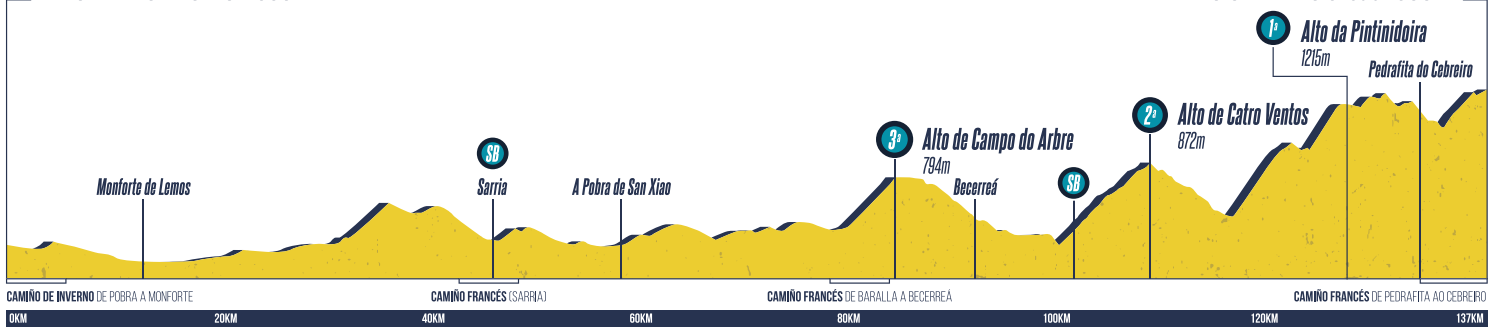 1ª
Alto da Pintinidoira
1215m
Pedrafita do Cebreiro
2ª
Alto de Catro Ventos
872m
3ª
Alto de Campo do Arbre
794m
SB
SB
Monforte de Lemos
Sarria
A Pobra de San Xiao
Becerreá
CAMIÑO DE INVERNO DE POBRA A MONFORTE
CAMIÑO FRANCÉS (SARRIA)
CAMIÑO FRANCÉS DE BARALLA A BECERREÁ
CAMIÑO FRANCÉS DE PEDRAFITA AO CEBREIRO
0KM
20KM
40KM
60KM
80KM
100KM
120KM
137KM